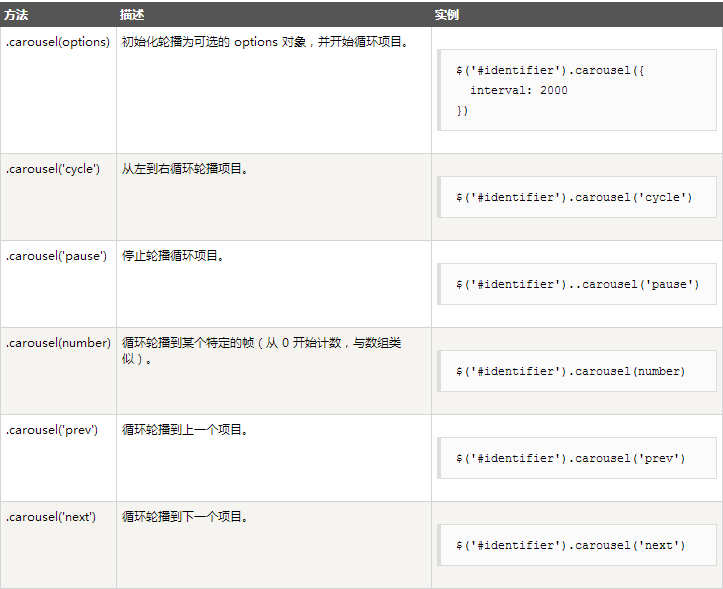 方法 描述 实例
.carousel(options) 初始化轮播为可选的 options 对象，并开始循环项目。
$('#identifier').carousel({
  interval: 2000
})
.carousel('cycle') 从左到右循环轮播项目。
$('#identifier').carousel('cycle')
.carousel('pause') 停止轮播循环项目。
$('#identifier')..carousel('pause')
.carousel(number) 循环轮播到某个特定的帧（从 0 开始计数，与数组类
似）。
$('#identifier').carousel(number)
.carousel('prev') 循环轮播到上一个项目。
$('#identifier').carousel('prev')
.carousel('next') 循环轮播到下一个项目。
$('#identifier').carousel('next')